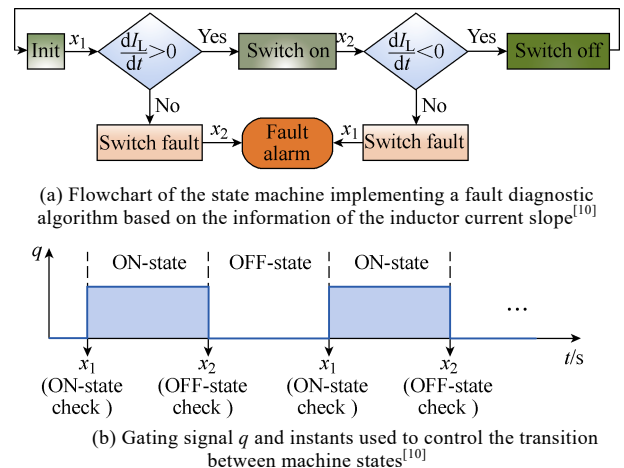 Init
x1
dIL/dt>0
Yes
Switch on
x2
dIL/dt<0
Yes
Switch off
No
No
Switch fault
x2
Fault
alarm
x1
Switch fault
(a) Flowchart of the state machine implementing a fault diagnostic
algorithm based on the information of the inductor current slope[10]
q
ON-state
OFF-state
ON-state
...
x1
x2
x1
x2
t/s
(ON-state
check )
(OFF-state
check )
(ON-state
check )
(OFF-state
check )
(b) Gating signal q and instants used to control the transition
between machine states[10]